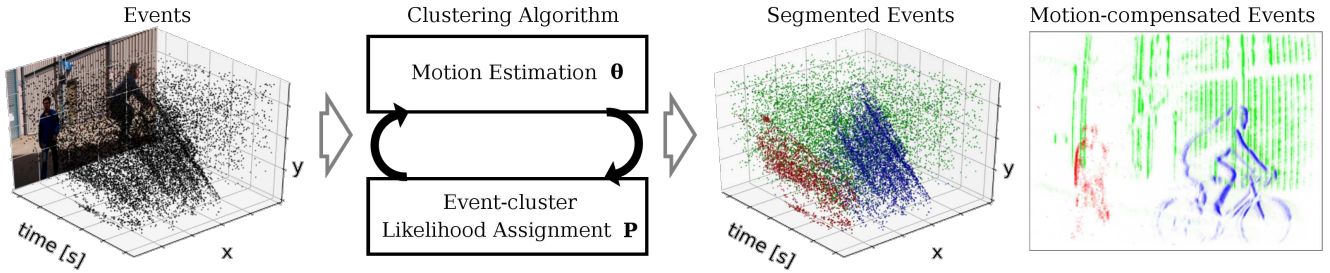 Events
time [s]
x
y
Clustering Algorithm
Motion Estimation θ
Event-cluster
Likelihood Assignment P
Segmented Events
time [s]
x
y
Motion-compensated Events